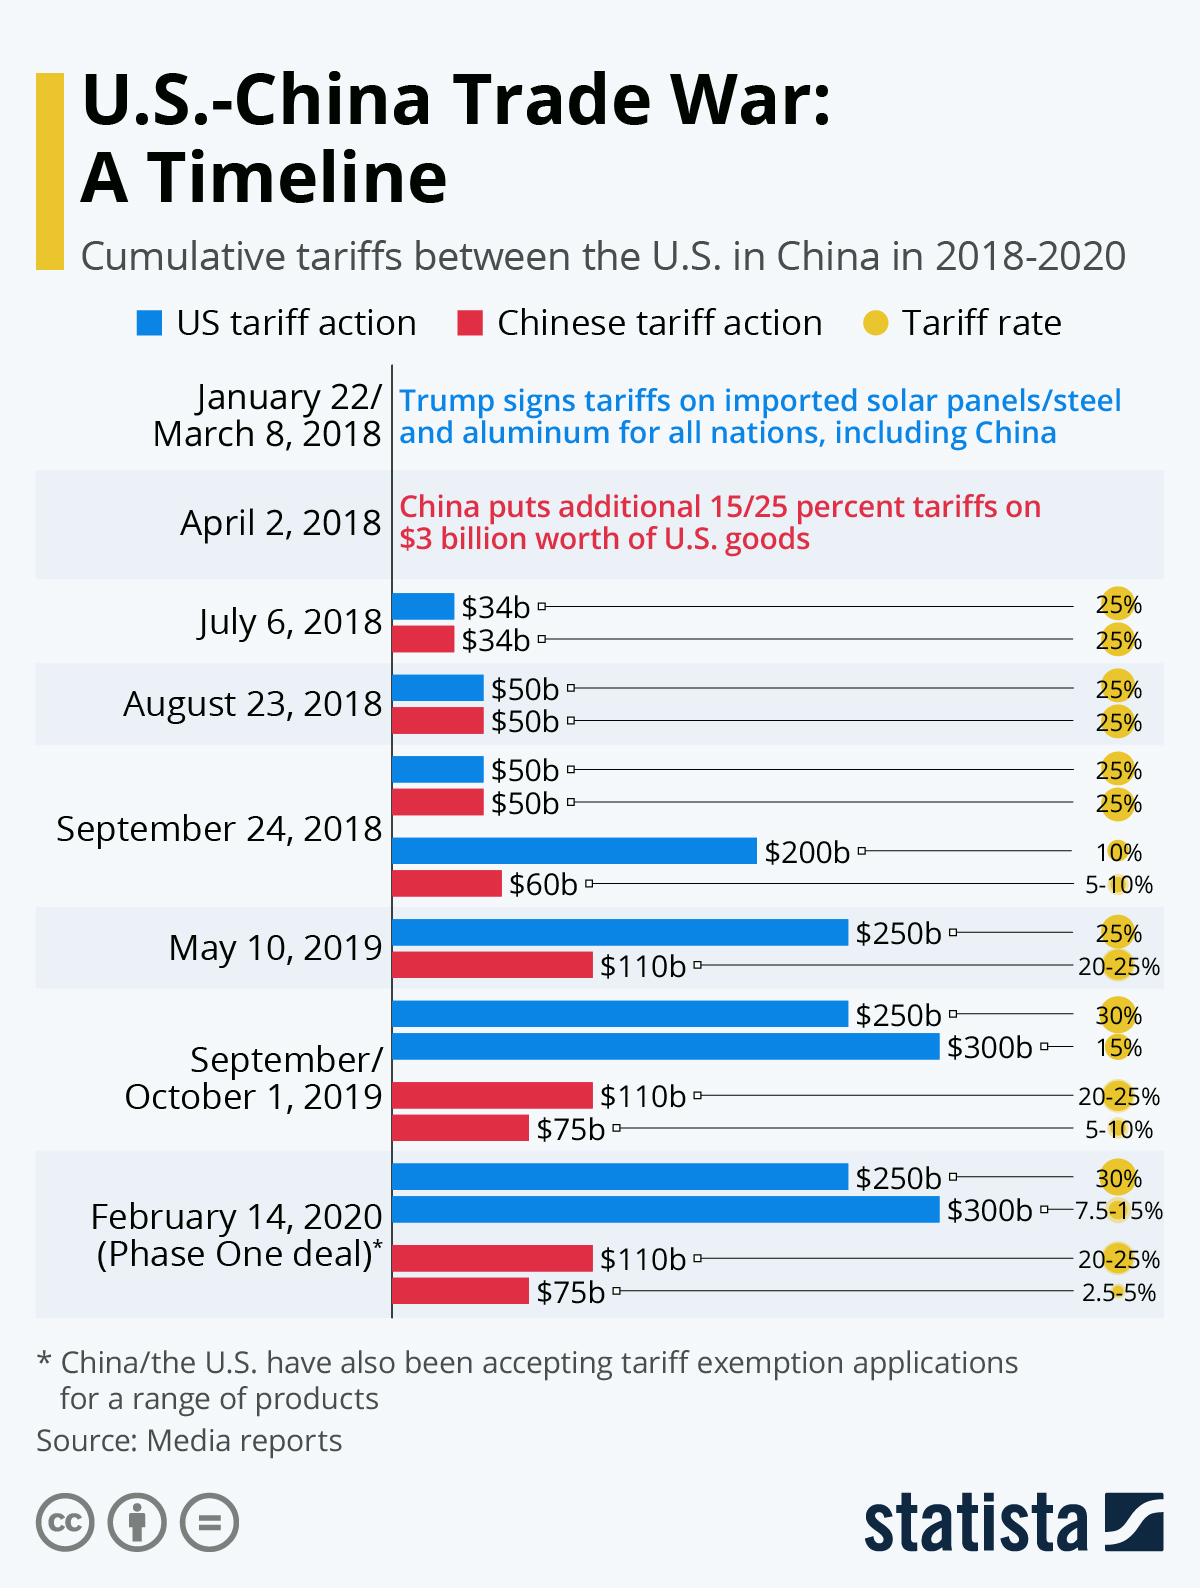 U.S.-China Trade War:
A Timeline
Cumulative tariffs between the U.S. in China in 2018-2020
US tariff action
Chinese tariff action
Tariff rate
January 22/
March 8, 2018
Trump signs tariffs on imported solar panels/steel
and aluminum for all nations, including China
April 2, 2018
China puts additional 15/25 percent tariffs on
$3 billion worth of U.S. goods
July 6, 2018
$34b 25%
$34b 25%
August 23, 2018
$50b 25%
$50b 25%
September 24, 2018
$50b 25%
$50b 25%
$200b 10%
$60b 5-10%
May 10, 2019
$250b 25%
$110b 20-25%
September/
October 1, 2019
$250b 30%
$300b 15%
$110b 20-25%
$75b 5-10%
February 14, 2020
(Phase One deal)*
$250b 30%
$300b 7.5-15%
$110b 20-25%
$75b 2.5-5%
* China/the U.S. have also been accepting tariff exemption applications
for a range of products
Source: Media reports
cc
statista